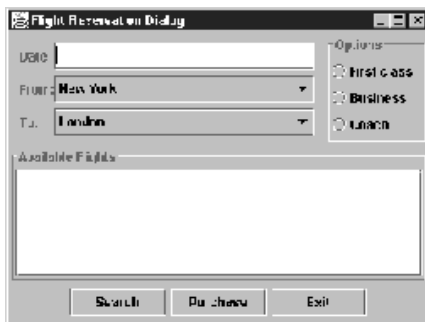 Flight Reservation Dialog
Date
Options
First class
From: New York
Business
To: London
Coach
Available Flights
Search Purchase Exit